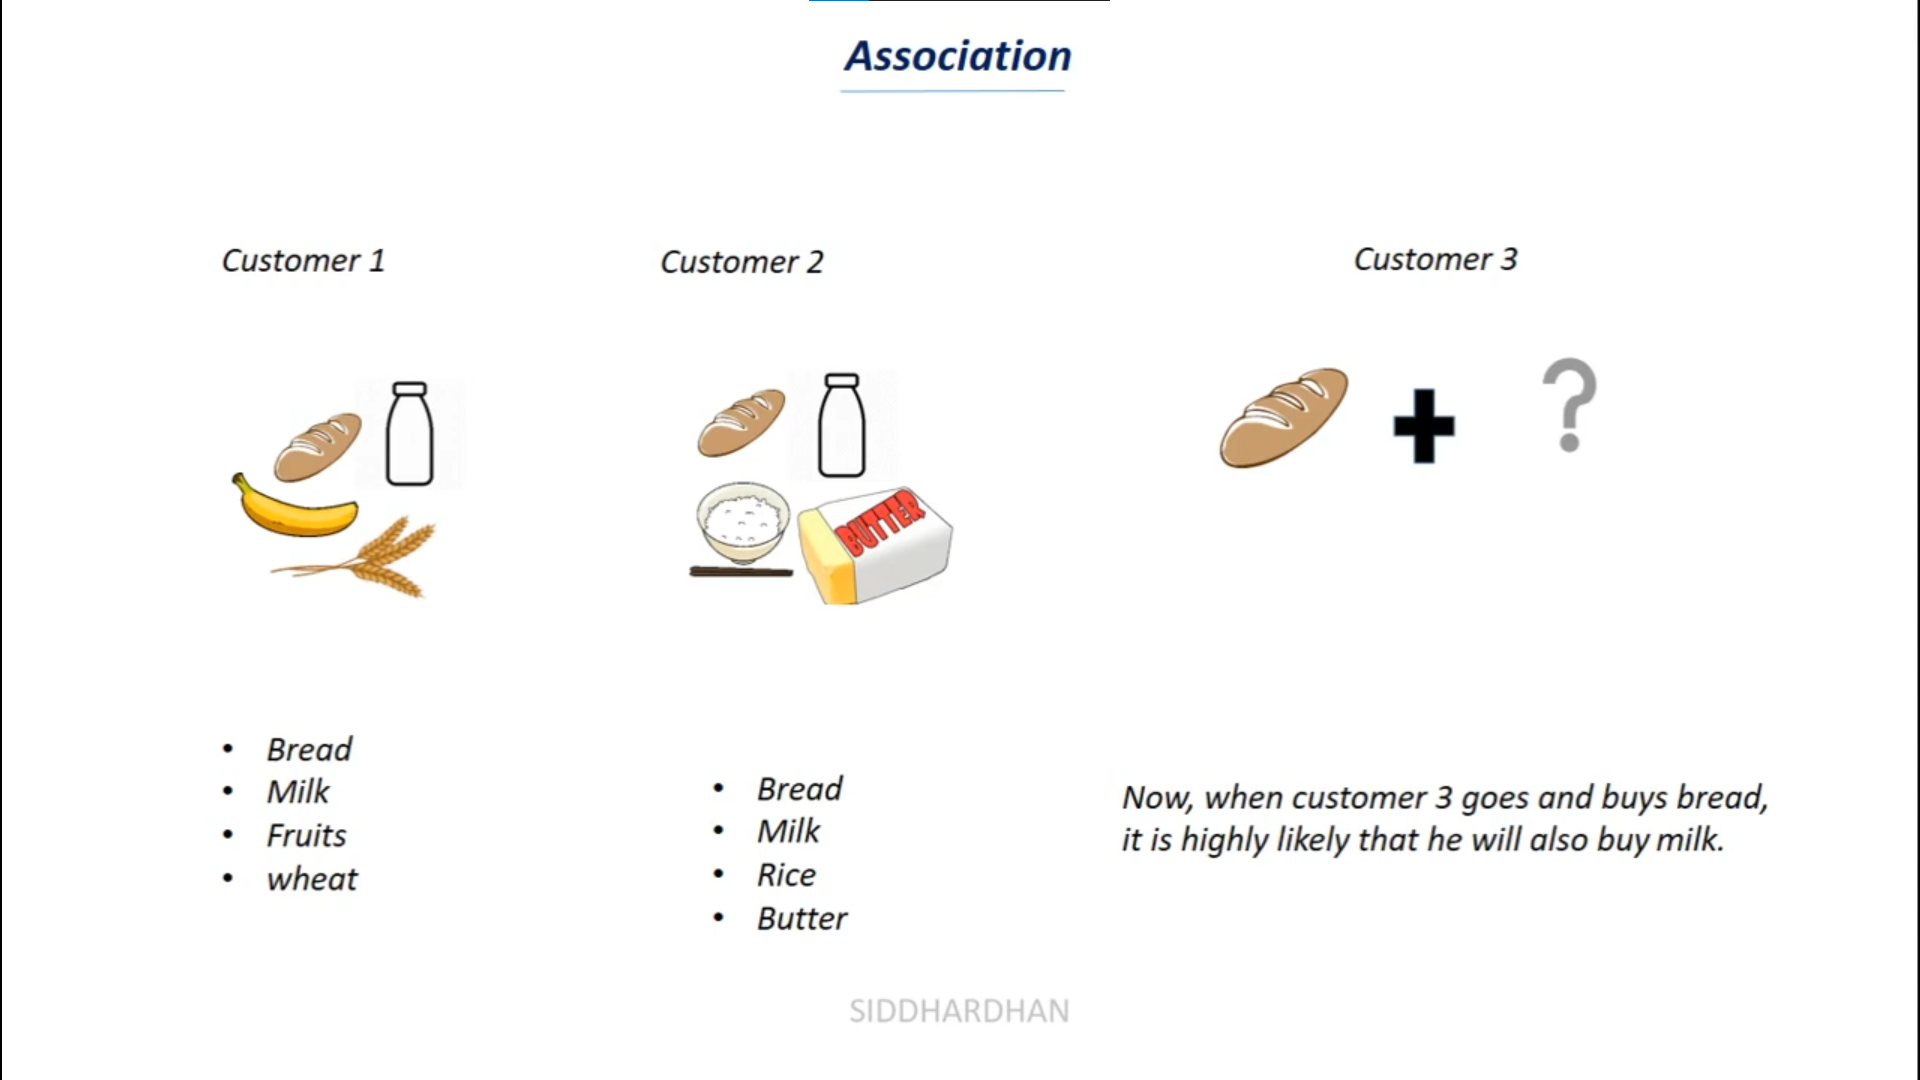 Association
Customer 1
Customer 2
Customer 3
BUTTER
• Bread
• Milk
• Fruits
• wheat
• Bread
• Milk
• Rice
• Butter
Now, when customer 3 goes and buys bread,
it is highly likely that he will also buy milk.
SIDDHARDHAN